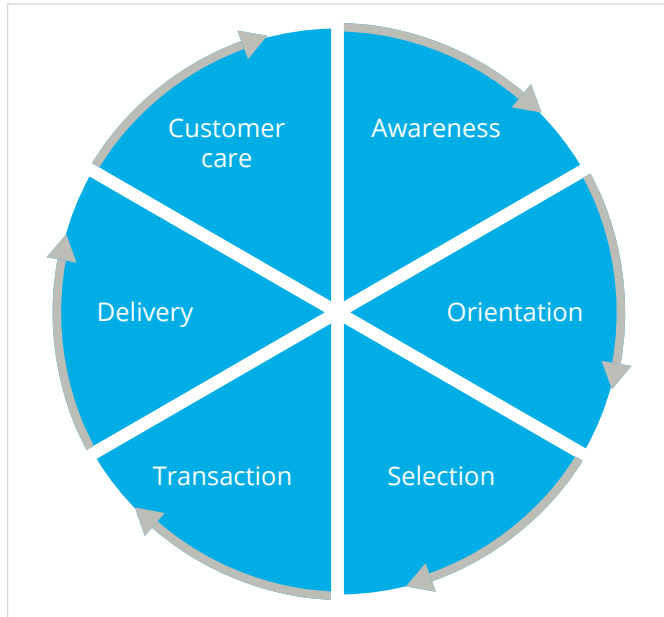 Customer
care
Awareness
Delivery
Orientation
Transaction
Selection